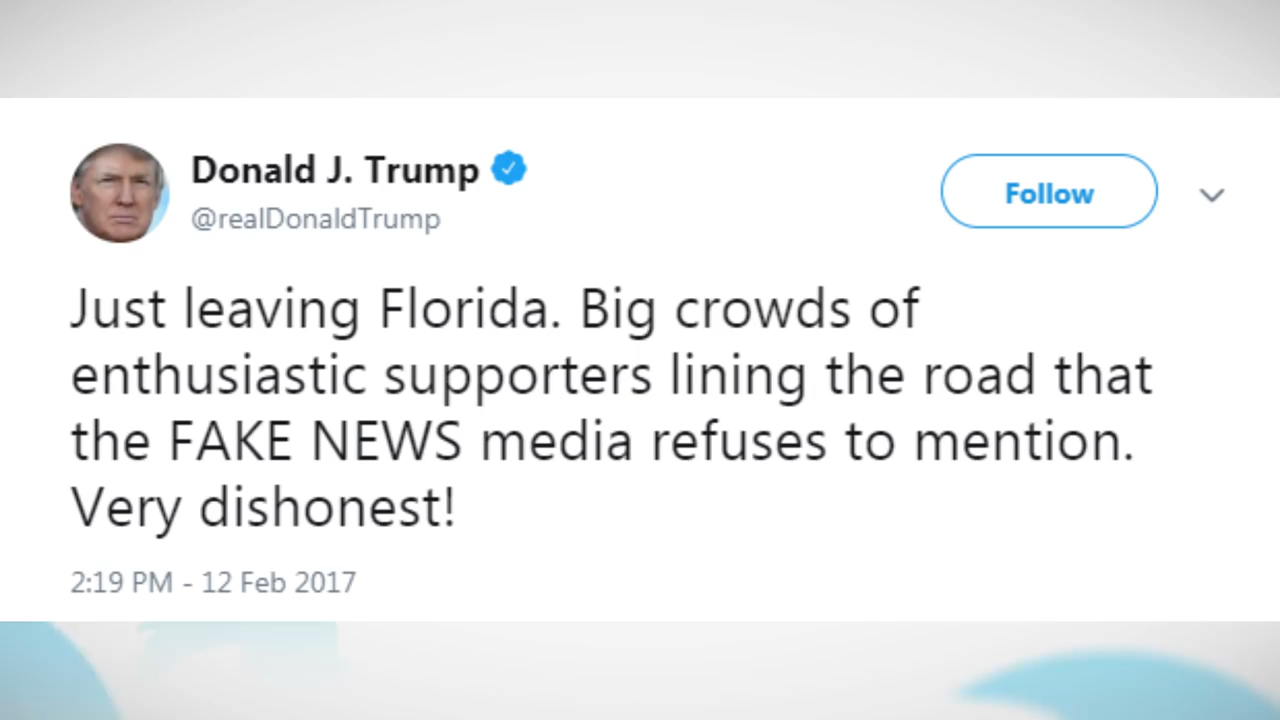 Donald J. Trump
@realDonaldTrump
Follow
Just leaving Florida. Big crowds of
enthusiastic supporters lining the road that
the FAKE NEWS media refuses to mention.
Very dishonest!
2:19 PM - 12 Feb 2017